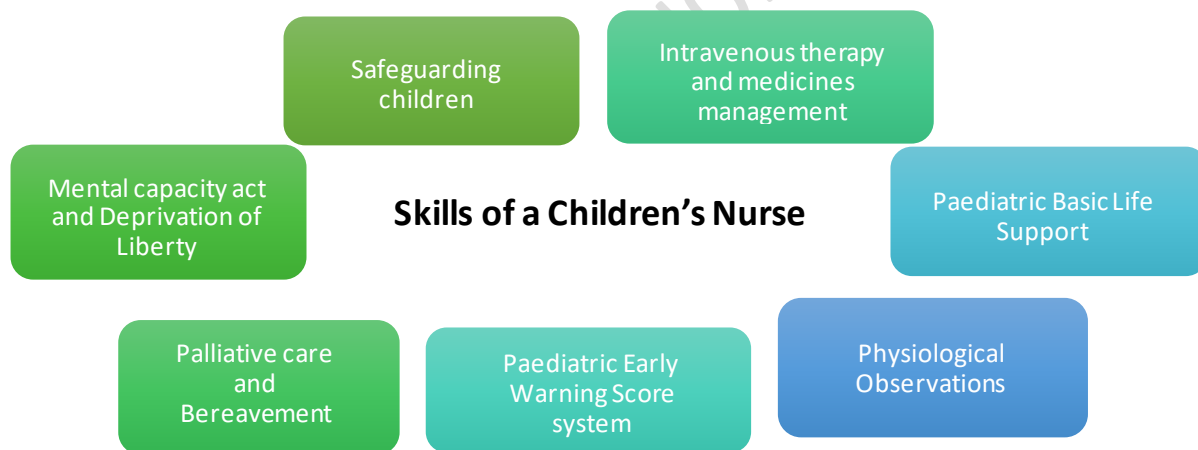 Safeguarding
children
Intravenous therapy
and medicines
management
Mental capacity act
and Deprivation of
Liberty
Skills of a Children's Nurse
Paediatric Basic Life
Support
Palliative care
and
Bereavement
Paediatric Early
Warning Score
system
Physiological
Observations